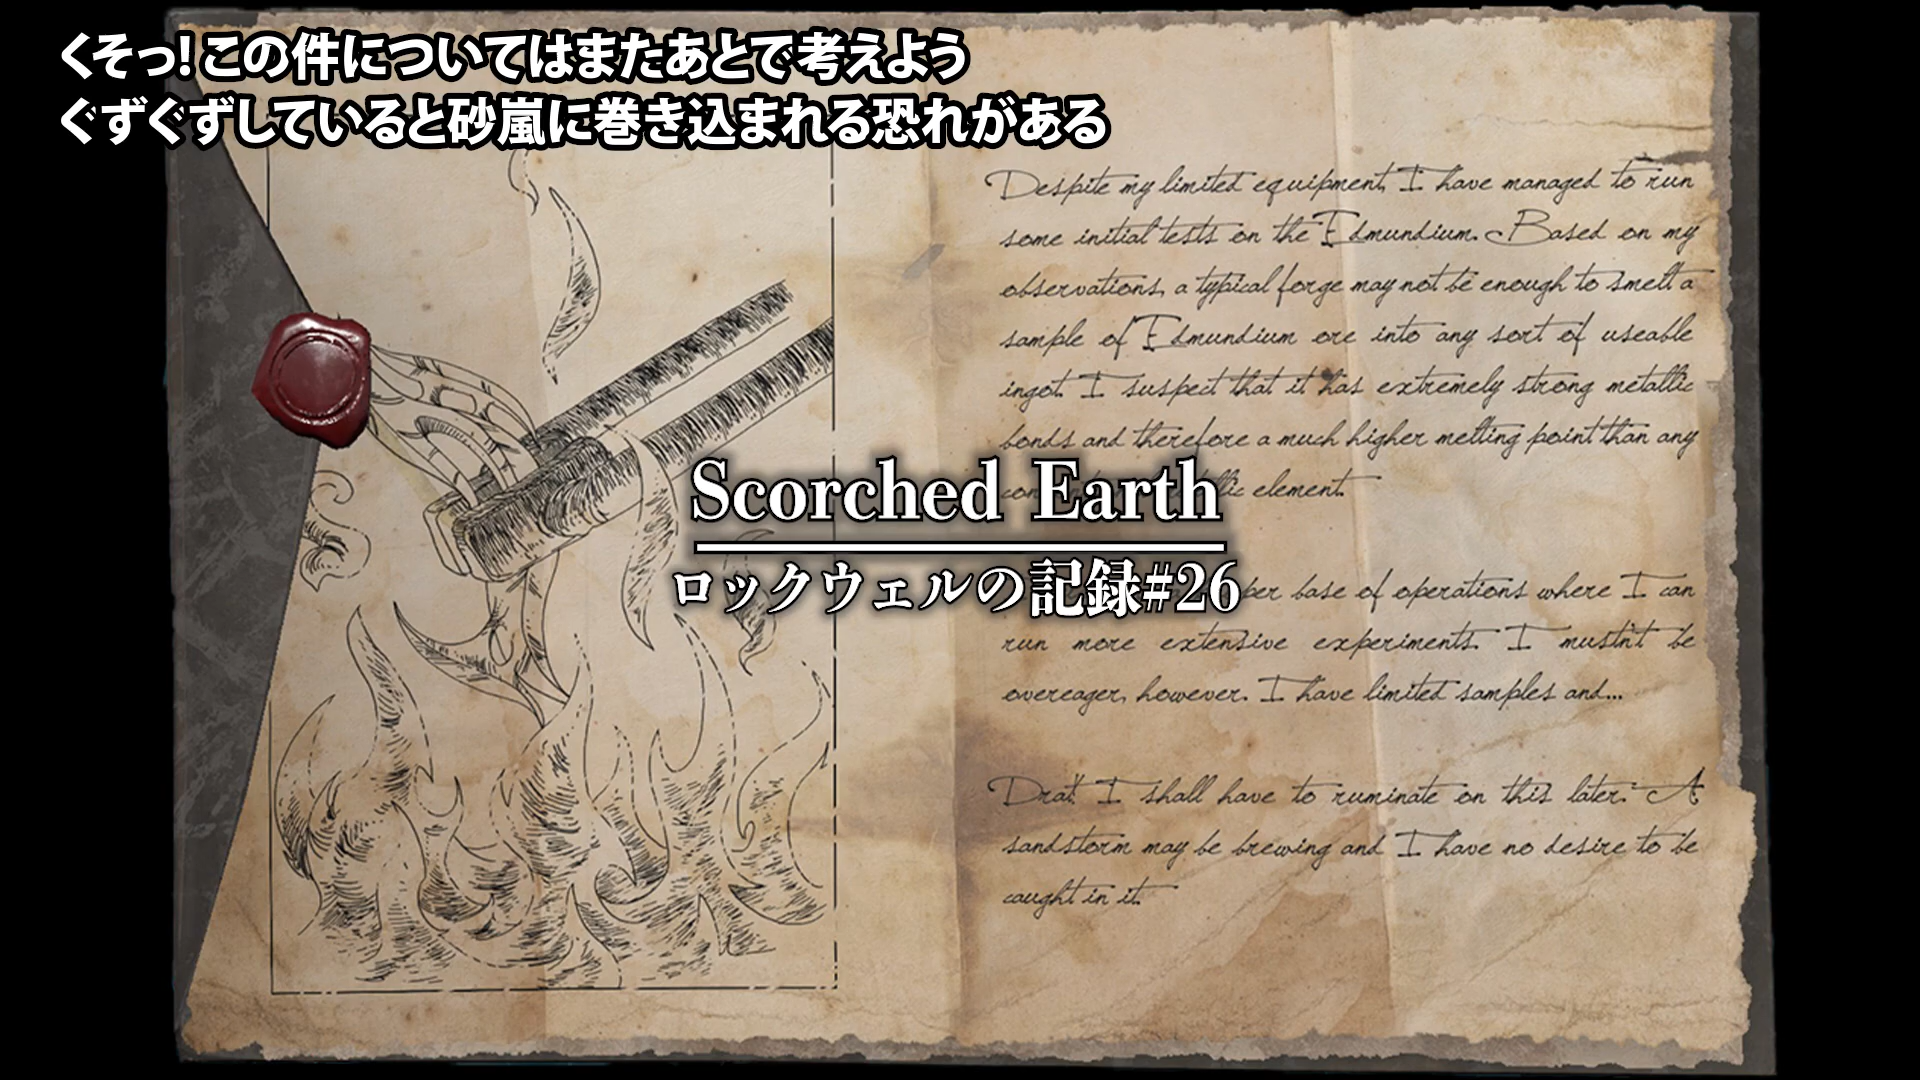 くそっ!この件についてはまたあとで考えよう
ぐずぐずしていると砂嵐に巻き込まれる恐れがある
Despite my limited equipment, I have managed to run
some initial tests on the Edmundium. Based on my
observations, a typical forge may not be enough to smelt a
sample of Edmundium ore into any sort of useable
ingot. I suspect that it has extremely strong metallic
bonds and therefore a much higher melting point than any
element.
Scorched Earth
ロックウェルの記録#26
base of operations where I can
run more extensive experiments. I mustn't be
overeager, however. I have limited samples and...
Drat. I shall have to ruminate on this later. A
sandstorm may be brewing and I have no desire to be
caught in it.